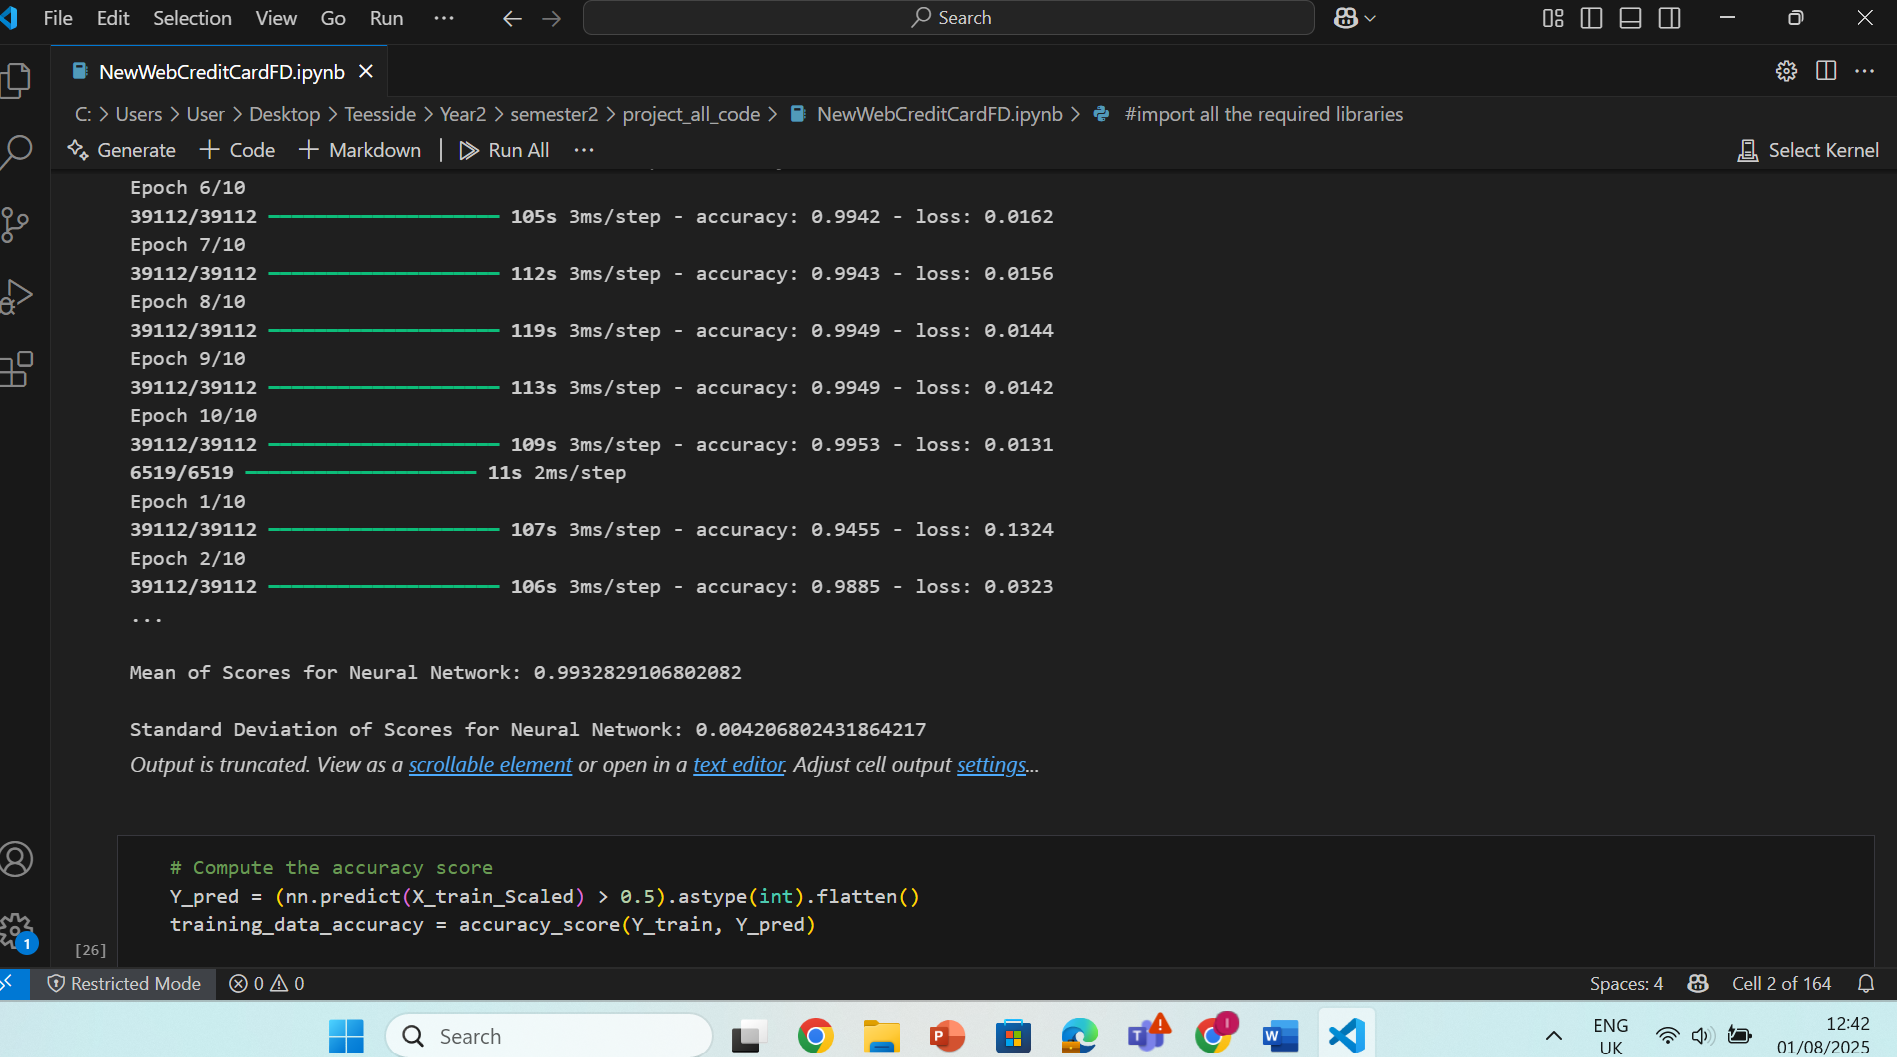 File Edit Selection View Go Run ··· Search
NewWebCreditCardFD.ipynb
C: > Users > User > Desktop > Teesside > Year2 > semester2 > project_all_code > NewWebCreditCardFD.ipynb > #import all the required libraries
Generate + Code + Markdown | Run All ··· Select Kernel
Epoch 6/10
39112/39112 105s 3ms/step - accuracy: 0.9942 - loss: 0.0162
Epoch 7/10
39112/39112 112s 3ms/step - accuracy: 0.9943 - loss: 0.0156
Epoch 8/10
39112/39112 119s 3ms/step - accuracy: 0.9949 - loss: 0.0144
Epoch 9/10
39112/39112 113s 3ms/step - accuracy: 0.9949 - loss: 0.0142
Epoch 10/10
39112/39112 109s 3ms/step - accuracy: 0.9953 - loss: 0.0131
6519/6519 11s 2ms/step
Epoch 1/10
39112/39112 107s 3ms/step - accuracy: 0.9455 - loss: 0.1324
Epoch 2/10
39112/39112 106s 3ms/step - accuracy: 0.9885 - loss: 0.0323
...
Mean of Scores for Neural Network: 0.9932829106802082
Standard Deviation of Scores for Neural Network: 0.004206802431864217
Output is truncated. View as a scrollable element or open in a text editor. Adjust cell output settings...
# Compute the accuracy score
Y_pred = (nn.predict(X_train_Scaled) > 0.5).astype(int).flatten()
training_data_accuracy = accuracy_score(Y_train, Y_pred)
[26]
1
Restricted Mode 0 0 Spaces: 4 Cell 2 of 164
Search
ENG
UK
12:42
01/08/2025